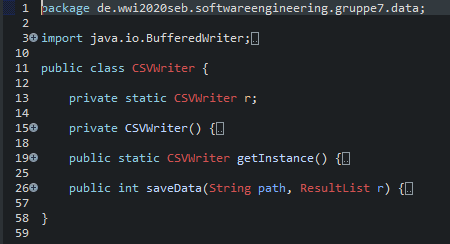 1 package de.wwi2020seb.softwareengineering.gruppe7.data;
2
3 import java.io.BufferedWriter;
10
11 public class CSVWriter {
12
13 private static CSVWriter r;
14
15 private CSVWriter() {
18
19 public static CSVWriter getInstance() {
25
26 public int saveData(String path, ResultList r) {
57
58 }
59